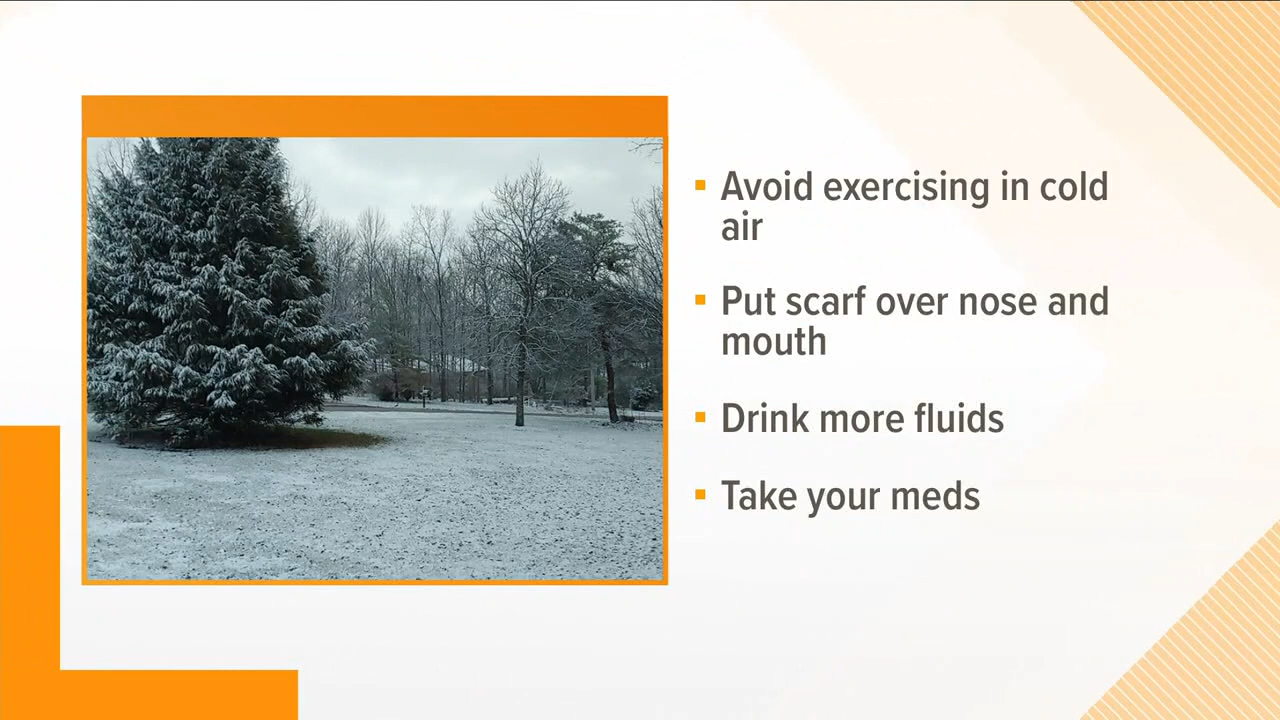 Avoid exercising in cold
air
Put scarf over nose and
mouth
Drink more fluids
Take your meds